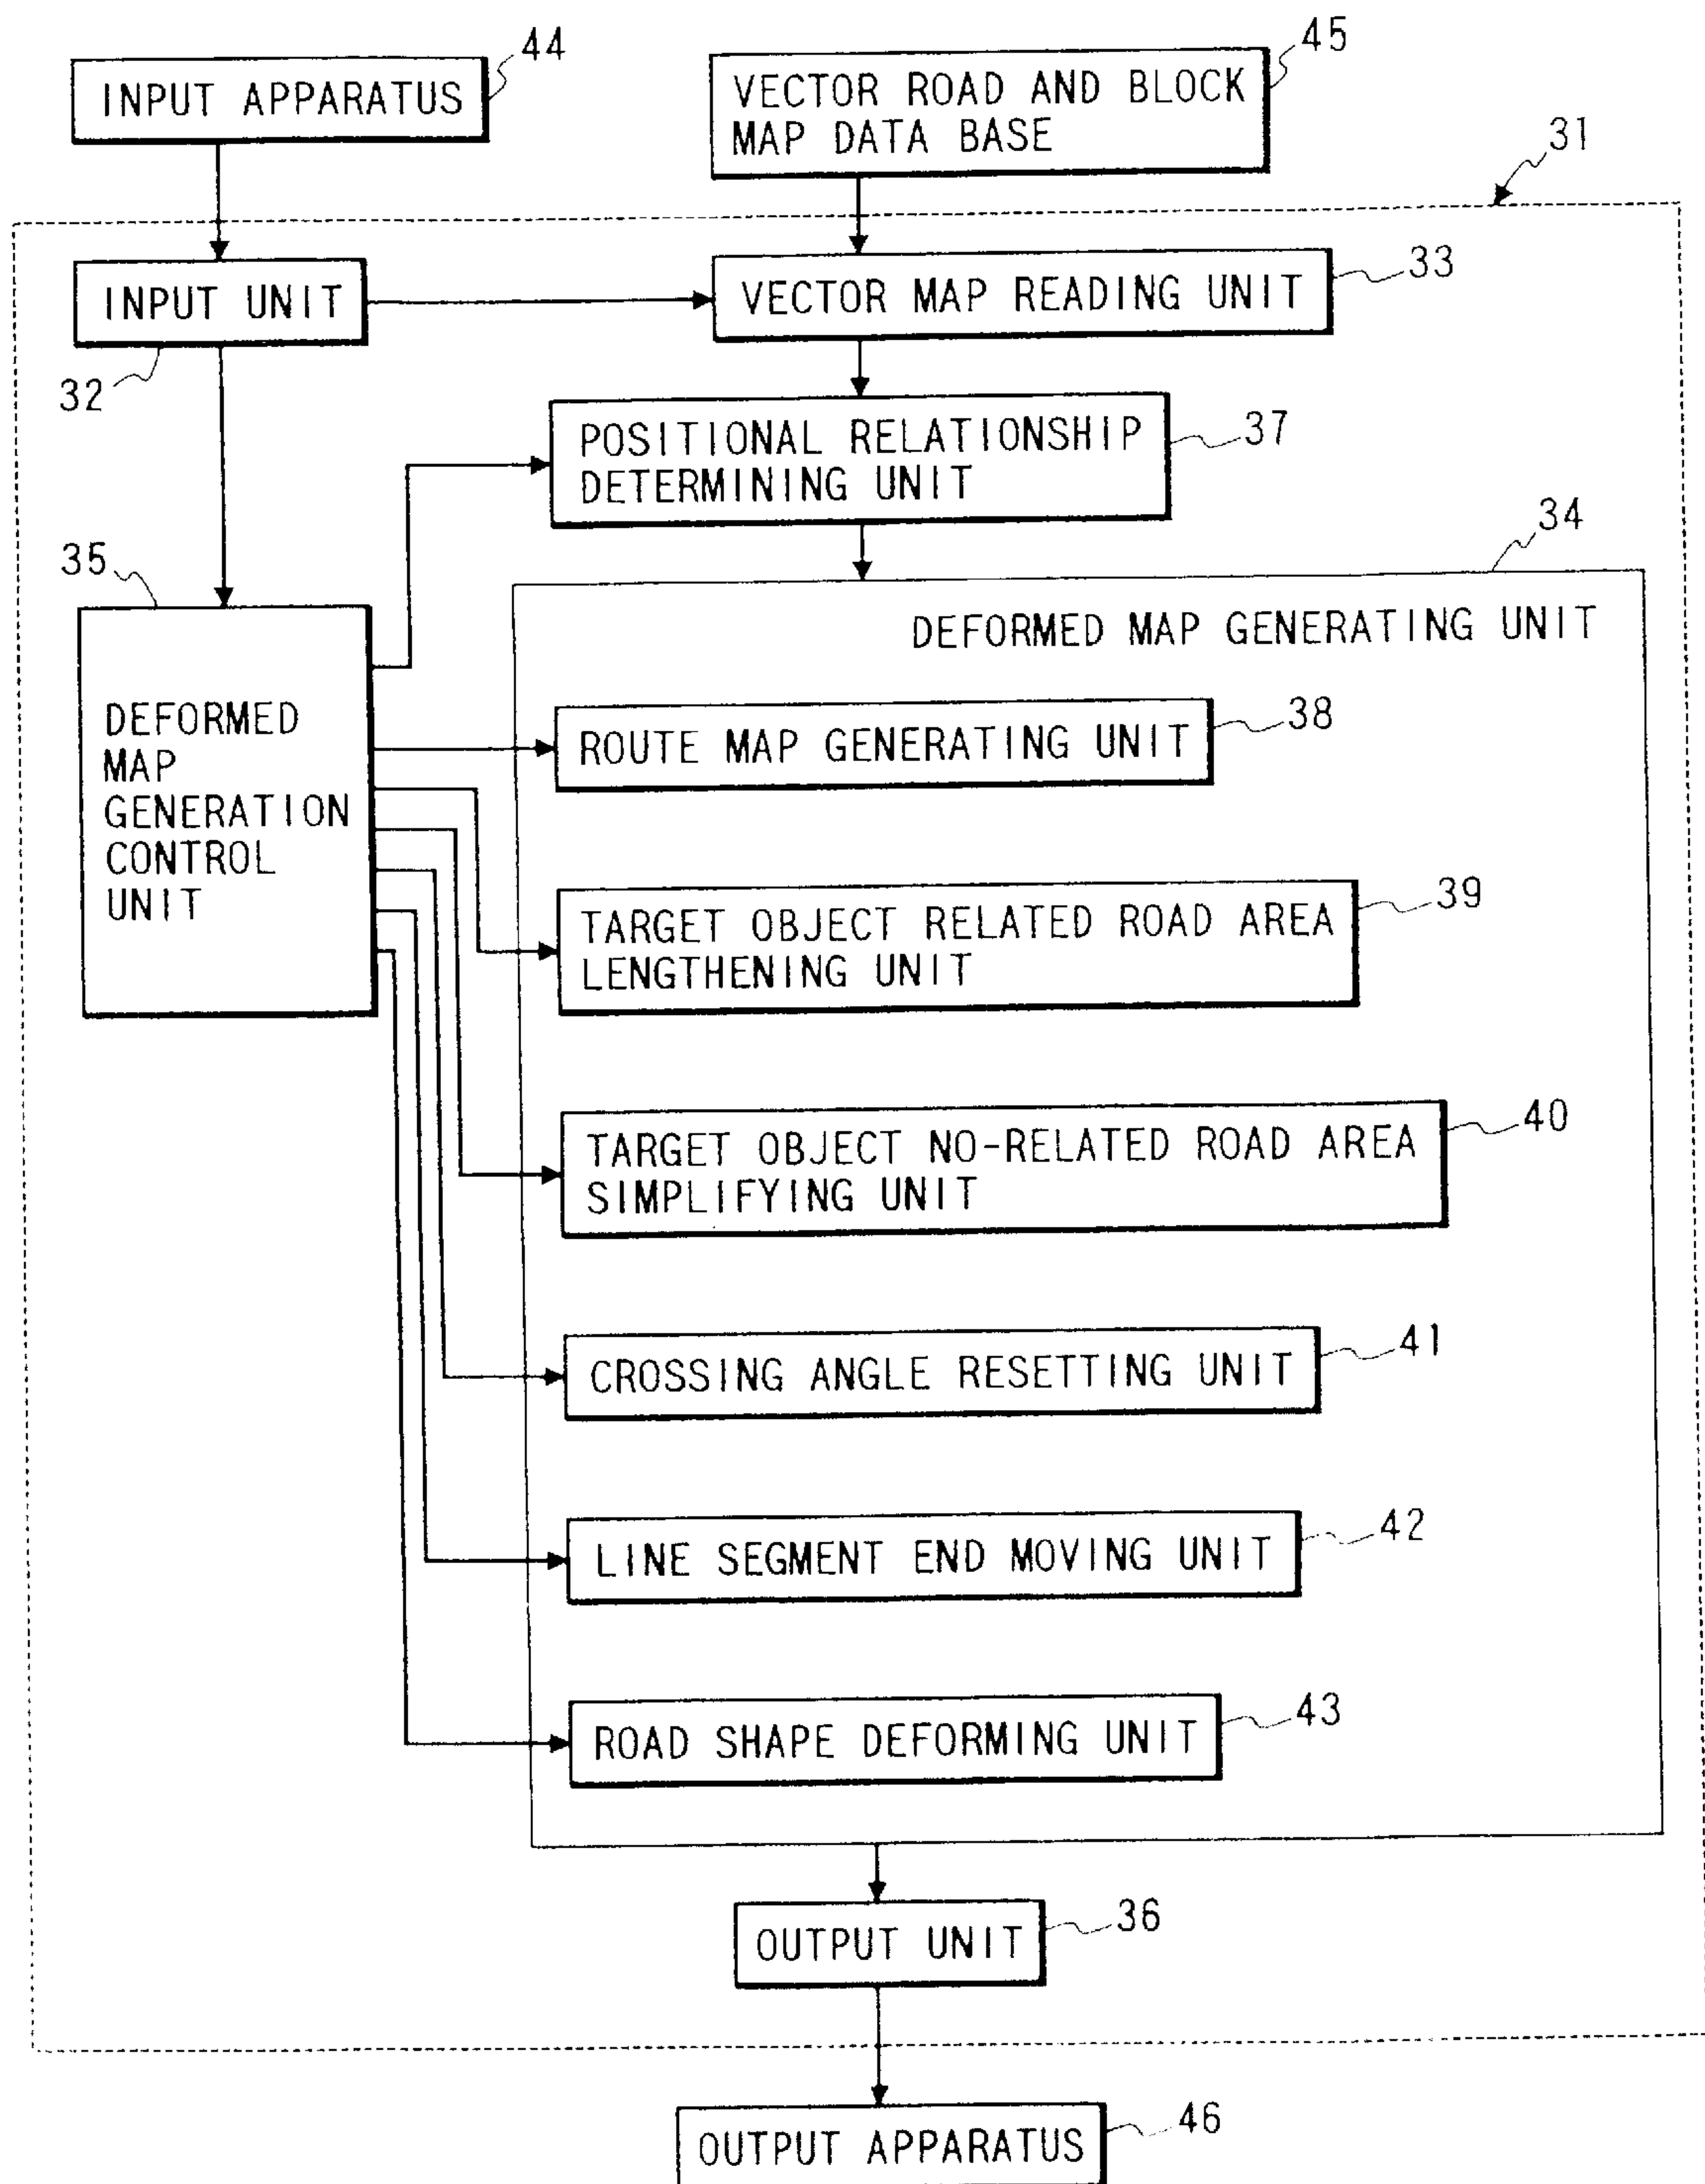 44
INPUT APPARATUS
45
VECTOR ROAD AND BLOCK
MAP DATA BASE
31
INPUT UNIT
32
VECTOR MAP READING UNIT
33
POSITIONAL RELATIONSHIP
DETERMINING UNIT
37
34
35
DEFORMED
MAP
GENERATION
CONTROL
UNIT
DEFORMED MAP GENERATING UNIT
ROUTE MAP GENERATING UNIT
38
TARGET OBJECT RELATED ROAD AREA
LENGTHENING UNIT
39
TARGET OBJECT NO-RELATED ROAD AREA
SIMPLIFYING UNIT
40
CROSSING ANGLE RESETTING UNIT
41
LINE SEGMENT END MOVING UNIT
42
ROAD SHAPE DEFORMING UNIT
43
OUTPUT UNIT
36
OUTPUT APPARATUS
46